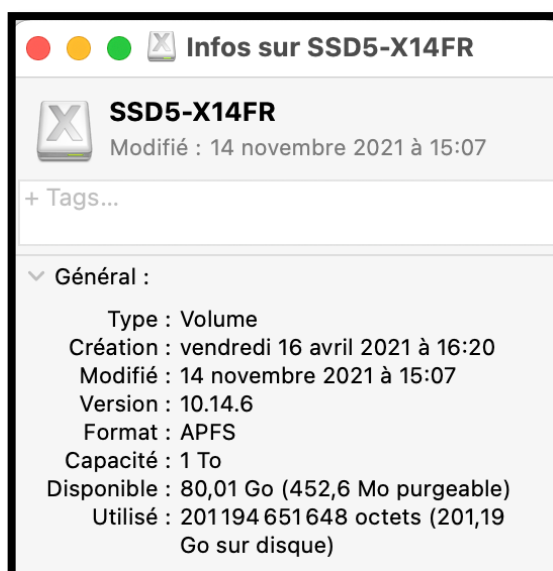 Infos sur SSD5-X14FR
SSD5-X14FR
Modifié : 14 novembre 2021 à 15:07
+ Tags...
Général :
Type : Volume
Création : vendredi 16 avril 2021 à 16:20
Modifié : 14 novembre 2021 à 15:07
Version : 10.14.6
Format : APFS
Capacité : 1 To
Disponible : 80,01 Go (452,6 Mo purgeable)
Utilisé : 201 194 651 648 octets (201,19
Go sur disque)